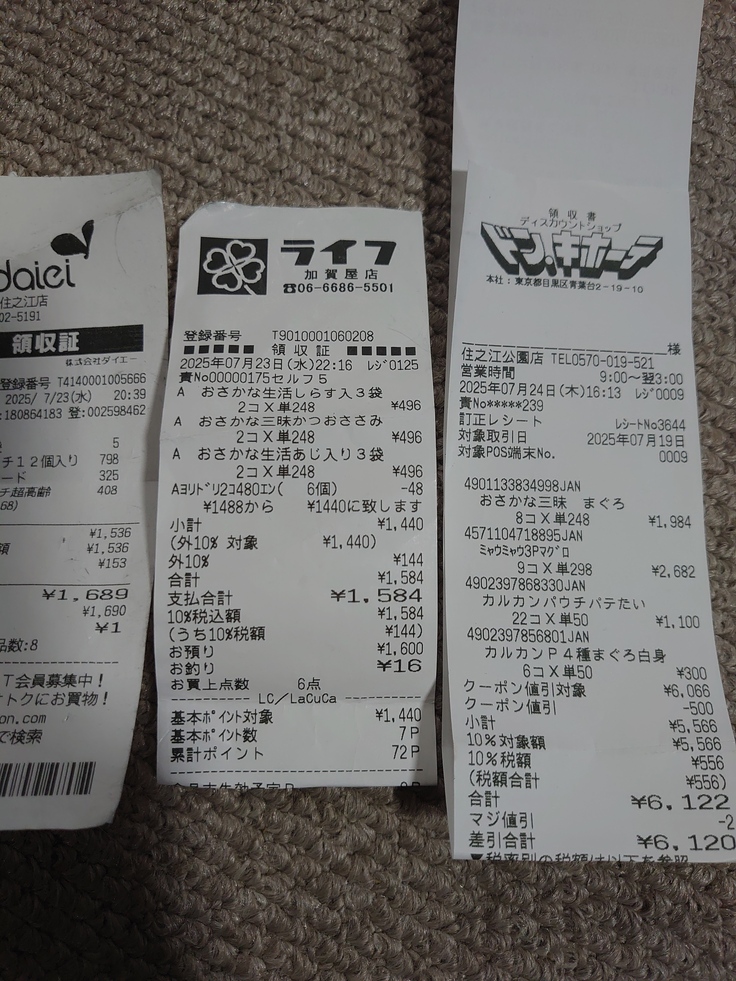 daiei
住之江店
02-5191
領収証
株式会社ダイエー
登録番号 T4140001005666
2025/ 7/23(水) 20:39
:180864183 登:002598462
5
チ12個入り 798
ード 325
チ超高齢 408
68)
¥1,536
額 ¥1,536
¥153
¥1,689
¥1,690
¥1
品数:8
T会員募集中!
トクにお買物!
on.com
で検索
ライフ
加賀屋店
☎06-6686-5501
登録番号 T9010001060208
■■■■■ 領収証 ■■■■■
2025年07月23日(水)22:16 レジ0125
責No00000175セルフ5
A おさかな生活しらす入3袋
2コX単248 ¥496
A おさかな三昧かつおささみ
2コX単248 ¥496
A おさかな生活あじ入り3袋
2コX単248 ¥496
Aヨリドリ2コ480エン( 6個) -48
¥1488から ¥1440に致します
小計 ¥1,440
(外10% 対象 ¥1,440)
外10% ¥144
合計 ¥1,584
支払合計 ¥1,584
10%税込額 ¥1,584
(うち10%税額 ¥144)
お預り ¥1,600
お釣り ¥16
お買上点数 6点
LC/LaCuCa
基本ポイント対象 ¥1,440
基本ポイント数 7P
累計ポイント 72P
領収書
ディスカウントショップ
ドン.キホーテ
本社:東京都目黒区青葉台2-19-10
様
住之江公園店 TEL0570-019-521
営業時間 9:00~翌3:00
2025年07月24日(木)16:13 レジ0009
責No*****239
訂正レシート レシートNo3644
対象取引日 2025年07月19日
対象POS端末No. 0009
4901133834998JAN
おさかな三昧 まぐろ
8コX単248 ¥1,984
4571104718895JAN
ミャウミャウ3Pマグロ
9コX単298 ¥2,682
4902397868330JAN
カルカンパウチパテたい
22コX単50 ¥1,100
4902397856801JAN
カルカンP4種まぐろ白身
6コX単50 ¥300
クーポン値引対象 ¥6,066
クーポン値引 -500
小計 ¥5,566
10%対象額 ¥5,566
10%税額 ¥556
(税額合計 ¥556)
合計 ¥6,122
マジ値引 -2
差引合計 ¥6,120
▼税率別の税額は以下を参照